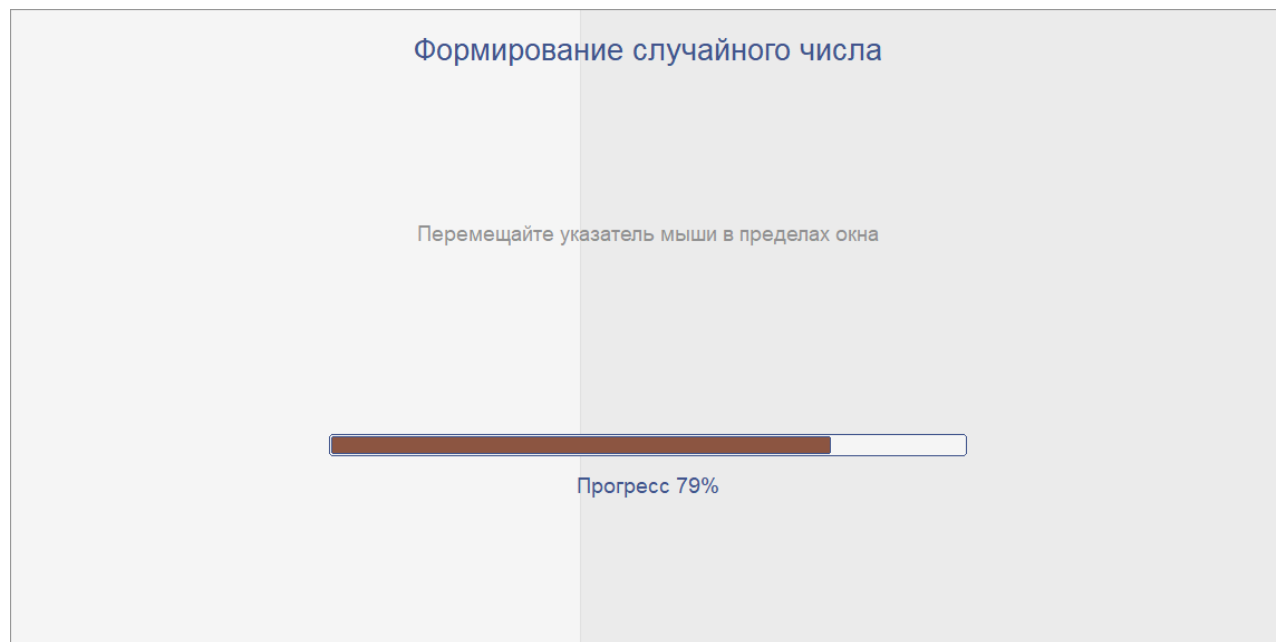 Формирование случайного числа
Перемещайте указатель мыши в пределах окна
Прогресс 79%